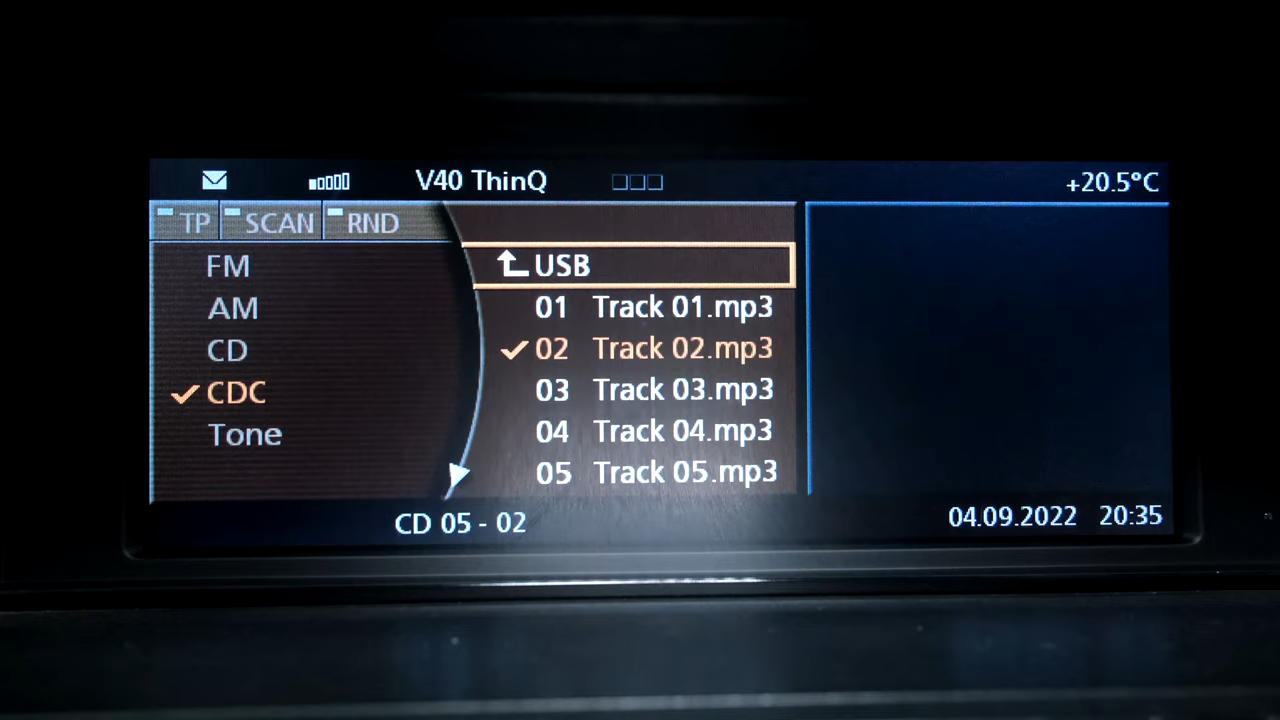 V40 ThinQ +20.5°C
TP SCAN RND
FM
AM
CD
CDC
Tone
USB
01 Track 01.mp3
02 Track 02.mp3
03 Track 03.mp3
04 Track 04.mp3
05 Track 05.mp3
CD 05 - 02
04.09.2022 20:35